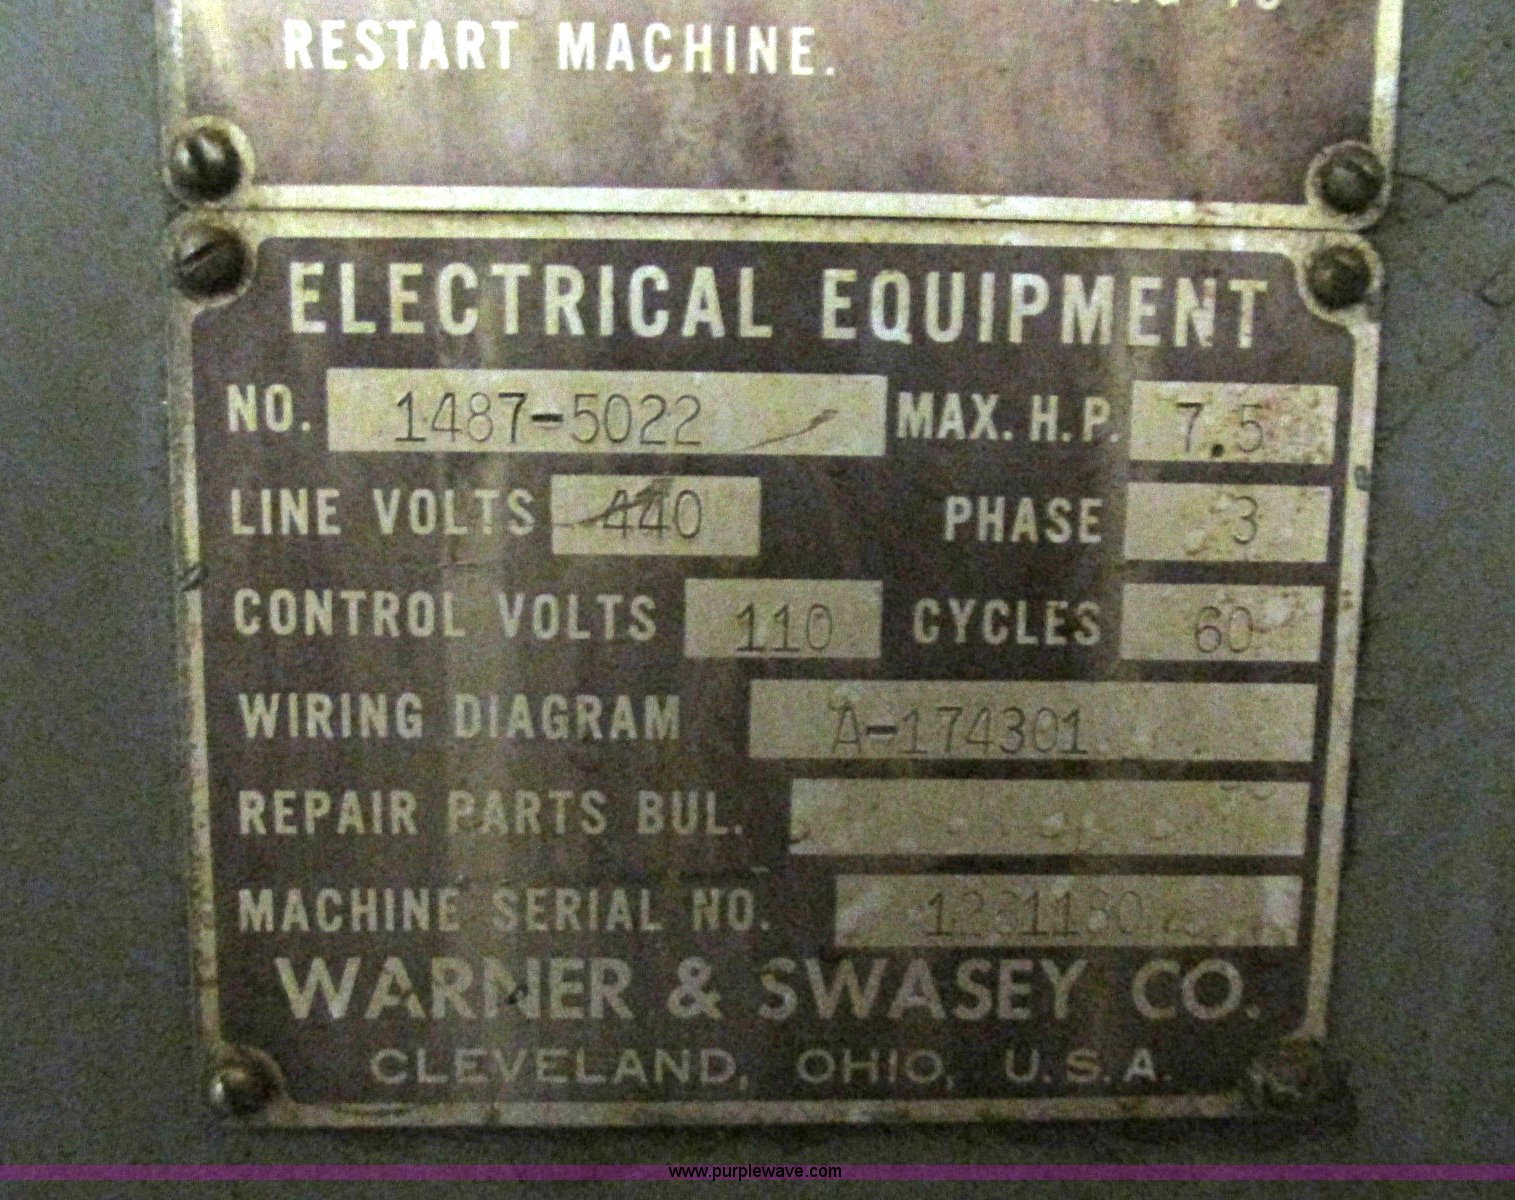 RESTART MACHINE.
ELECTRICAL EQUIPMENT
NO. 1487-5022 MAX. H.P. 7.5
LINE VOLTS 440 PHASE 3
CONTROL VOLTS 110 CYCLES 60
WIRING DIAGRAM A-174301
REPAIR PARTS BUL.
MACHINE SERIAL NO.
WARNER & SWASEY CO.
CLEVELAND, OHIO, U.S.A.
www.purplewave.com